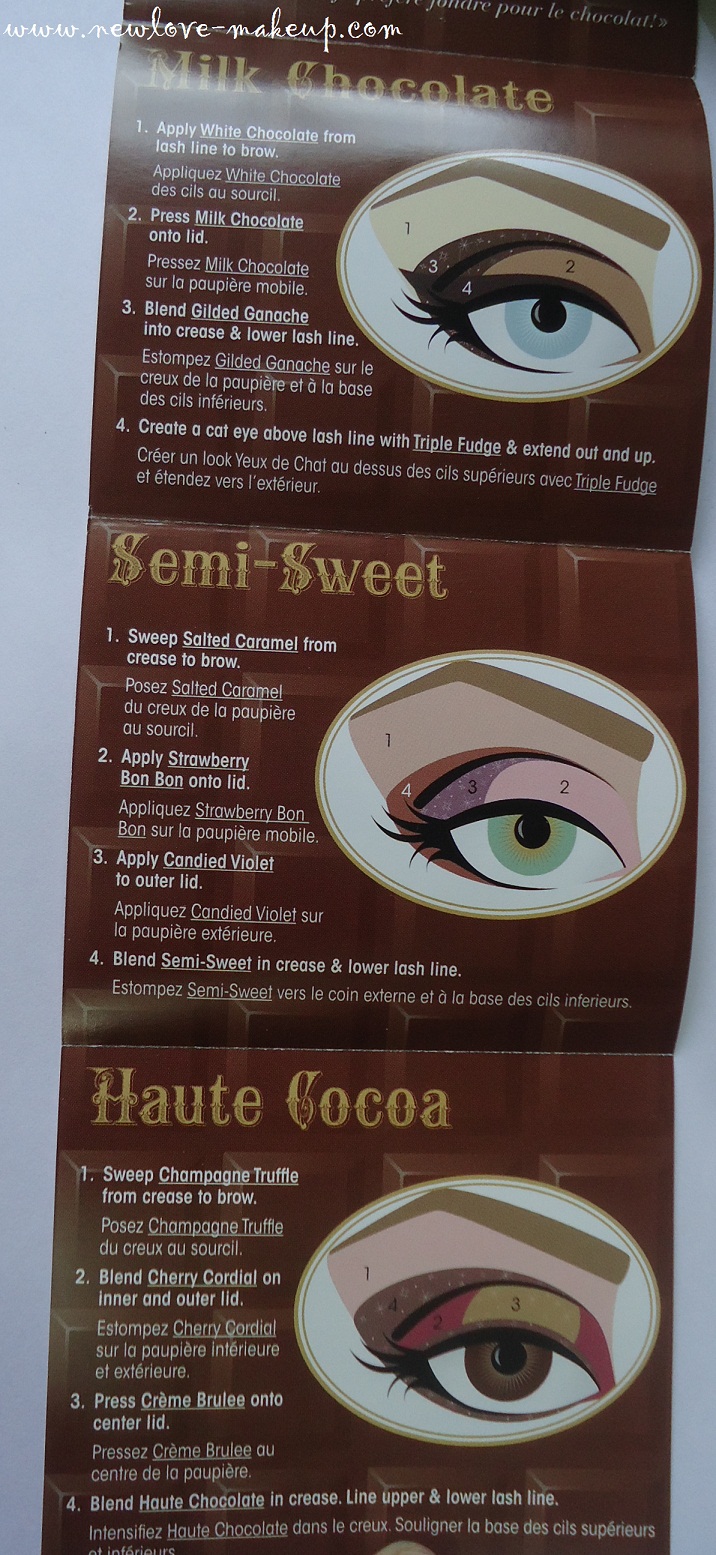 préfère fondre pour le chocolat!»
www.newlove-makeup.com
Milk Chocolate
1. Apply White Chocolate from
lash line to brow.
Appliquez White Chocolate
des cils au sourcil.
2. Press Milk Chocolate
onto lid.
Pressez Milk Chocolate
sur la paupière mobile.
3. Blend Gilded Ganache
into crease & lower lash line.
Estompez Gilded Ganache sur le
creux de la paupière et à la base
des cils inférieurs.
4. Create a cat eye above lash line with Triple Fudge & extend out and up.
Créer un look Yeux de Chat au dessus des cils supérieurs avec Triple Fudge
et étendez vers l'extérieur.
1
2
3
4
Semi-Sweet
1. Sweep Salted Caramel from
crease to brow.
Posez Salted Caramel
du creux de la paupière
au sourcil.
2. Apply Strawberry
Bon Bon onto lid.
Appliquez Strawberry Bon
Bon sur la paupière mobile.
3. Apply Candied Violet
to outer lid.
Appliquez Candied Violet sur
la paupière extérieure.
4. Blend Semi-Sweet in crease & lower lash line.
Estompez Semi-Sweet vers le coin externe et à la base des cils inferieurs.
1
4
3
2
Haute Cocoa
1. Sweep Champagne Truffle
from crease to brow.
Posez Champagne Truffle
du creux au sourcil.
2. Blend Cherry Cordial on
inner and outer lid.
Estompez Cherry Cordial
sur la paupière intérieure
et extérieure.
3. Press Crème Brulee onto
center lid.
Pressez Crème Brulee au
centre de la paupière.
4. Blend Haute Chocolate in crease. Line upper & lower lash line.
Intensifiez Haute Chocolate dans le creux. Souligner la base des cils supérieurs
et inférieurs
1
4
2
3